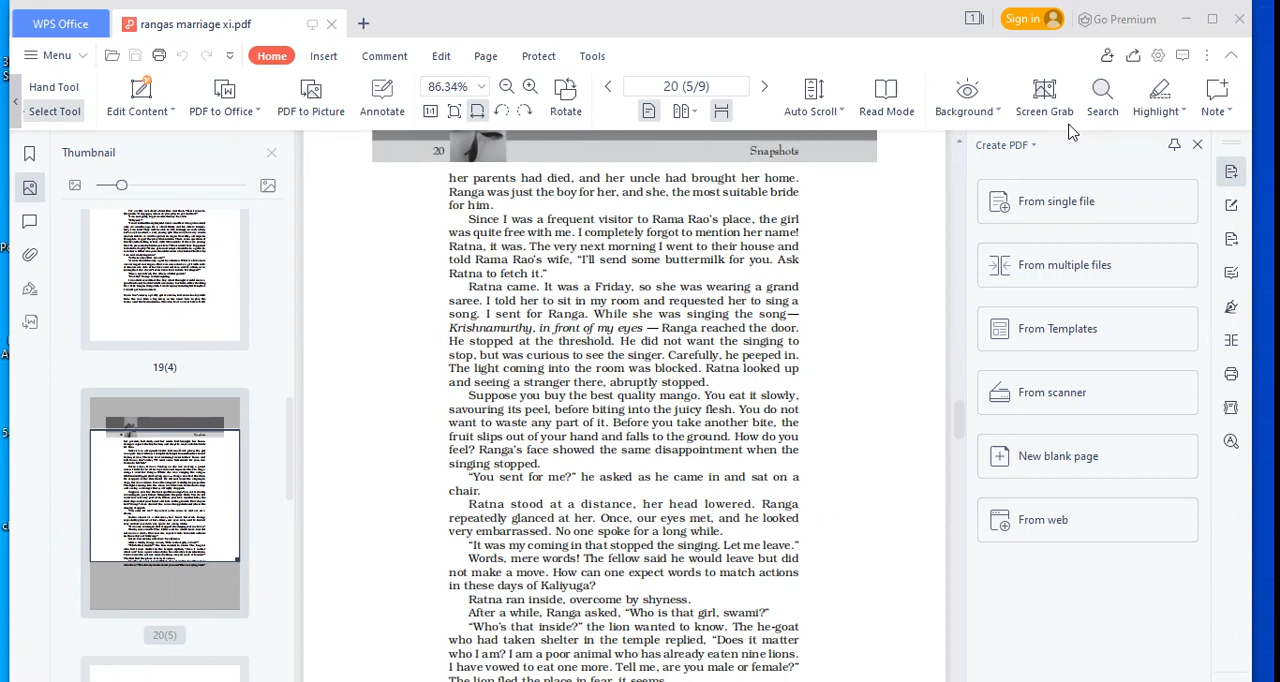 WPS Office
rangas marriage xi.pdf
Sign in
Go Premium
Menu
Home
Insert
Comment
Edit
Page
Protect
Tools
Hand Tool
Select Tool
Edit Content
PDF to Office
PDF to Picture
Annotate
86.34%
Rotate
20 (5/9)
Auto Scroll
Read Mode
Background
Screen Grab
Search
Highlight
Note
Thumbnail
19(4)
20(5)
20 Snapshots
her parents had died, and her uncle had brought her home.
Ranga was just the boy for her, and she, the most suitable bride
for him.
Since I was a frequent visitor to Rama Rao's place, the girl
was quite free with me. I completely forgot to mention her name!
Ratna, it was. The very next morning I went to their house and
told Rama Rao's wife, “I'll send some buttermilk for you. Ask
Ratna to fetch it.”
Ratna came. It was a Friday, so she was wearing a grand
saree. I told her to sit in my room and requested her to sing a
song. I sent for Ranga. While she was singing the song—
Krishnamurthy, in front of my eyes — Ranga reached the door.
He stopped at the threshold. He did not want the singing to
stop, but was curious to see the singer. Carefully, he peeped in.
The light coming into the room was blocked. Ratna looked up
and seeing a stranger there, abruptly stopped.
Suppose you buy the best quality mango. You eat it slowly,
savouring its peel, before biting into the juicy flesh. You do not
want to waste any part of it. Before you take another bite, the
fruit slips out of your hand and falls to the ground. How do you
feel? Ranga's face showed the same disappointment when the
singing stopped.
“You sent for me?” he asked as he came in and sat on a
chair.
Ratna stood at a distance, her head lowered. Ranga
repeatedly glanced at her. Once, our eyes met, and he looked
very embarrassed. No one spoke for a long while.
“It was my coming in that stopped the singing. Let me leave.”
Words, mere words! The fellow said he would leave but did
not make a move. How can one expect words to match actions
in these days of Kaliyuga?
Ratna ran inside, overcome by shyness.
After a while, Ranga asked, “Who is that girl, swami?”
“Who's that inside?” the lion wanted to know. The he-goat
who had taken shelter in the temple replied, “Does it matter
who I am? I am a poor animal who has already eaten nine lions.
I have vowed to eat one more. Tell me, are you male or female?”
The lion fled the place in fear, it seems.
Create PDF
From single file
From multiple files
From Templates
From scanner
New blank page
From web